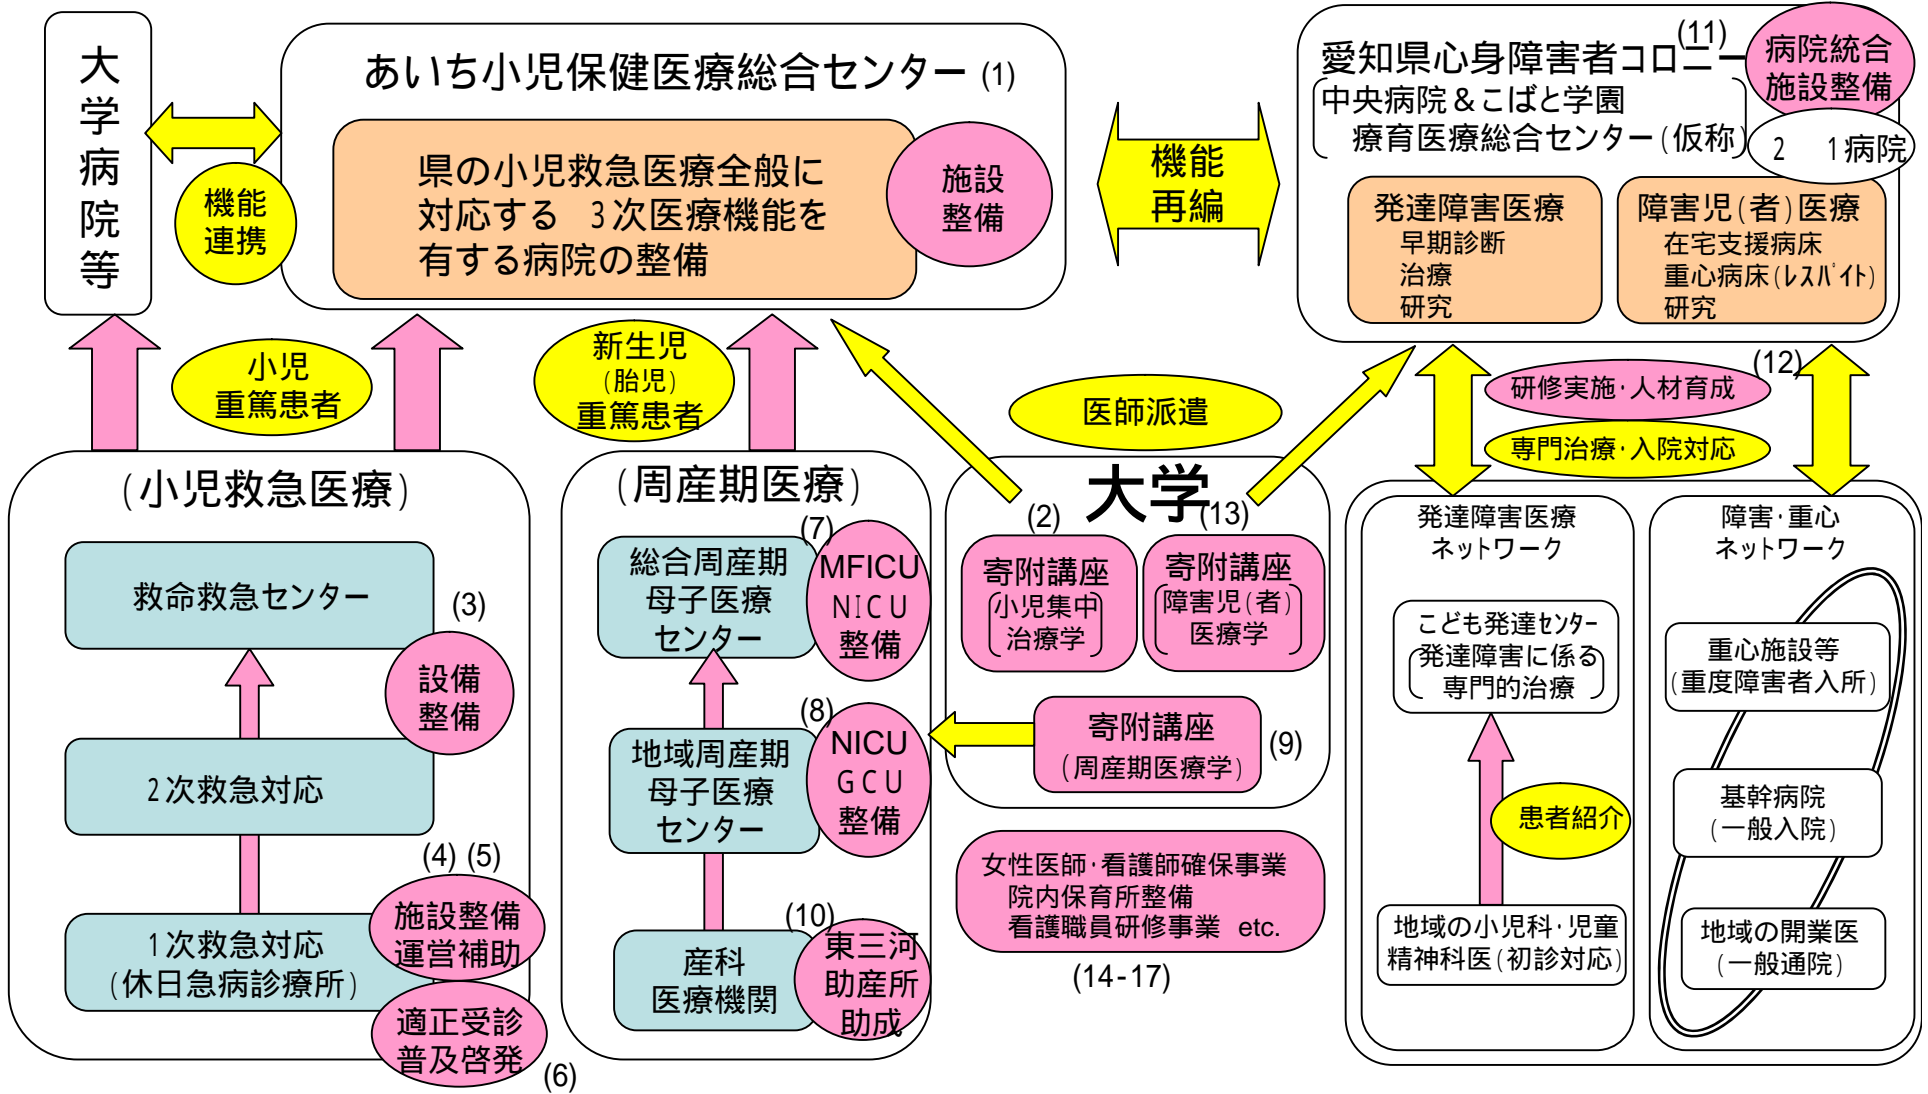 大学病院等
あいち小児保健医療総合センター (1)
県の小児救急医療全般に
対応する 3次医療機能を
有する病院の整備
施設
整備
機能
連携
機能
再編
(11)
愛知県心身障害者コロニー
中央病院&こばと学園
療育医療総合センター(仮称)
病院統合
施設整備
2 1病院
発達障害医療
早期診断
治療
研究
障害児(者)医療
在宅支援病床
重心病床(レスパイト)
研究
小児
重篤患者
新生児
(胎児)
重篤患者
医師派遣
(12)
研修実施・人材育成
専門治療・入院対応
(小児救急医療)
救命救急センター
(3)
設備
整備
2次救急対応
(4) (5)
施設整備
運営補助
1次救急対応
(休日急病診療所)
適正受診
普及啓発
(6)
(周産期医療)
(7)
総合周産期
母子医療
センター
MFICU
NICU
整備
(8)
地域周産期
母子医療
センター
NICU
GCU
整備
(10)
産科
医療機関
東三河
助産所
助成
大学
(2)
寄附講座
小児集中
治療学
(13)
寄附講座
障害児(者)
医療学
寄附講座
(周産期医療学)
(9)
女性医師・看護師確保事業
院内保育所整備
看護職員研修事業 etc.
(14-17)
発達障害医療
ネットワーク
こども発達センター
発達障害に係る
専門的治療
患者紹介
地域の小児科・児童
精神科医(初診対応)
障害・重心
ネットワーク
重心施設等
(重度障害者入所)
基幹病院
(一般入院)
地域の開業医
(一般通院)